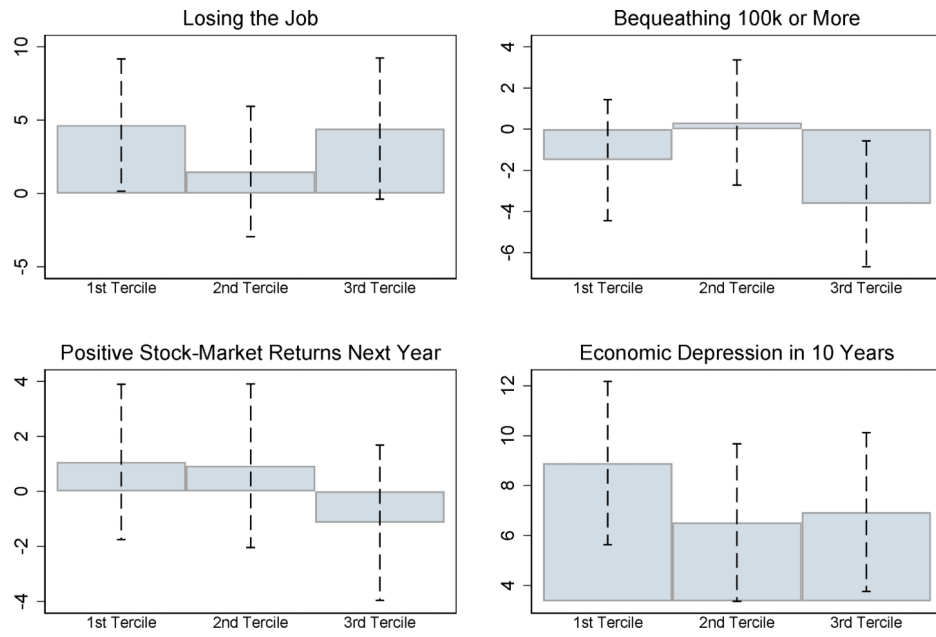 Losing the Job
10
5
0
-5
1st Tercile 2nd Tercile 3rd Tercile
Bequeathing 100k or More
4
2
0
-2
-4
-6
1st Tercile 2nd Tercile 3rd Tercile
Positive Stock-Market Returns Next Year
4
2
0
-2
-4
1st Tercile 2nd Tercile 3rd Tercile
Economic Depression in 10 Years
12
10
8
6
4
1st Tercile 2nd Tercile 3rd Tercile